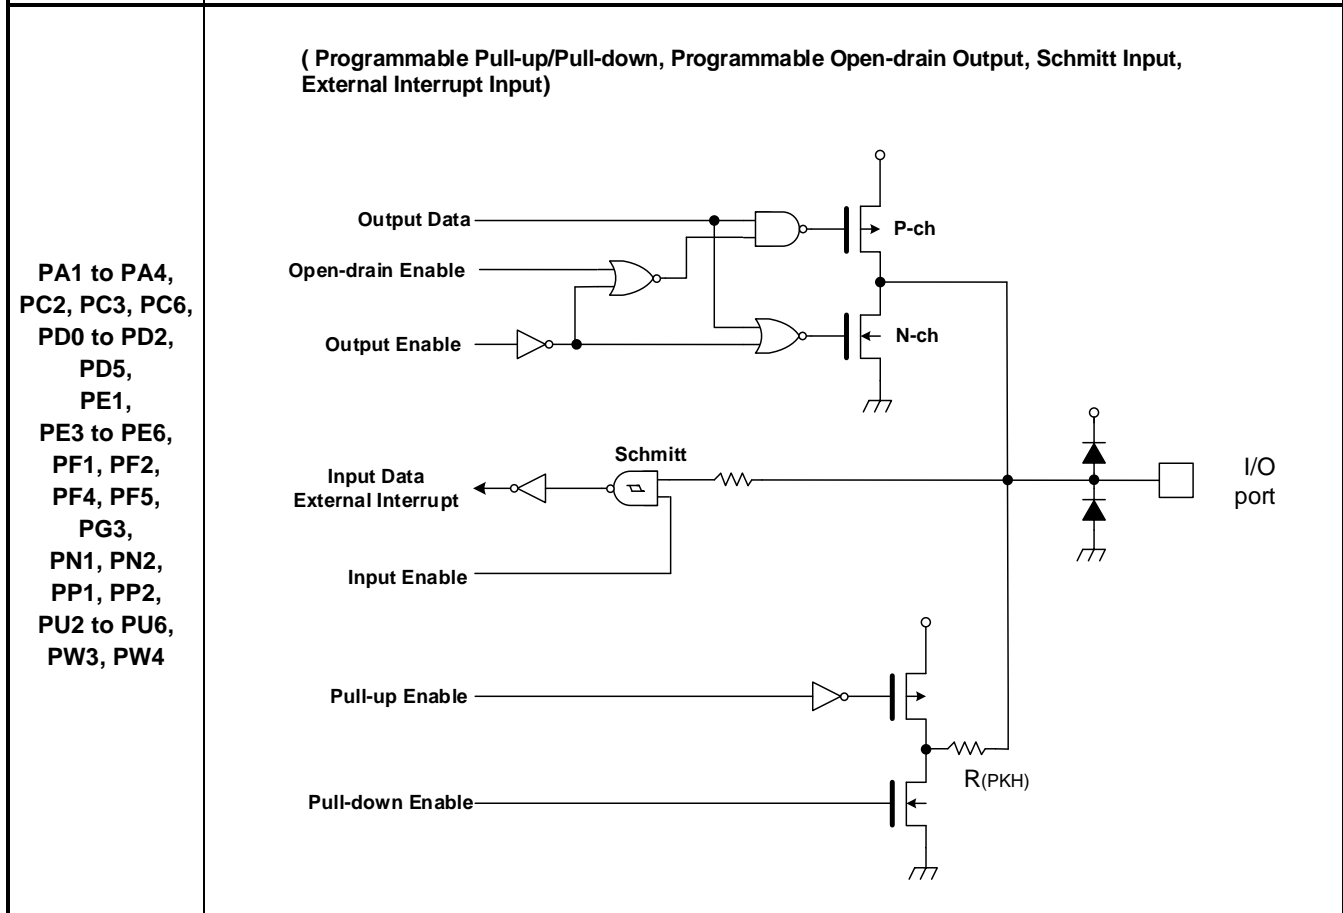 ( Programmable Pull-up/Pull-down, Programmable Open-drain Output, Schmitt Input,
External Interrupt Input)
PA1 to PA4,
PC2, PC3, PC6,
PD0 to PD2,
PD5,
PE1,
PE3 to PE6,
PF1, PF2,
PF4, PF5,
PG3,
PN1, PN2,
PP1, PP2,
PU2 to PU6,
PW3, PW4
Output Data
P-ch
Open-drain Enable
Output Enable
N-ch
Schmitt
Input Data
External Interrupt
I/O
port
Input Enable
Pull-up Enable
R(PKH)
Pull-down Enable